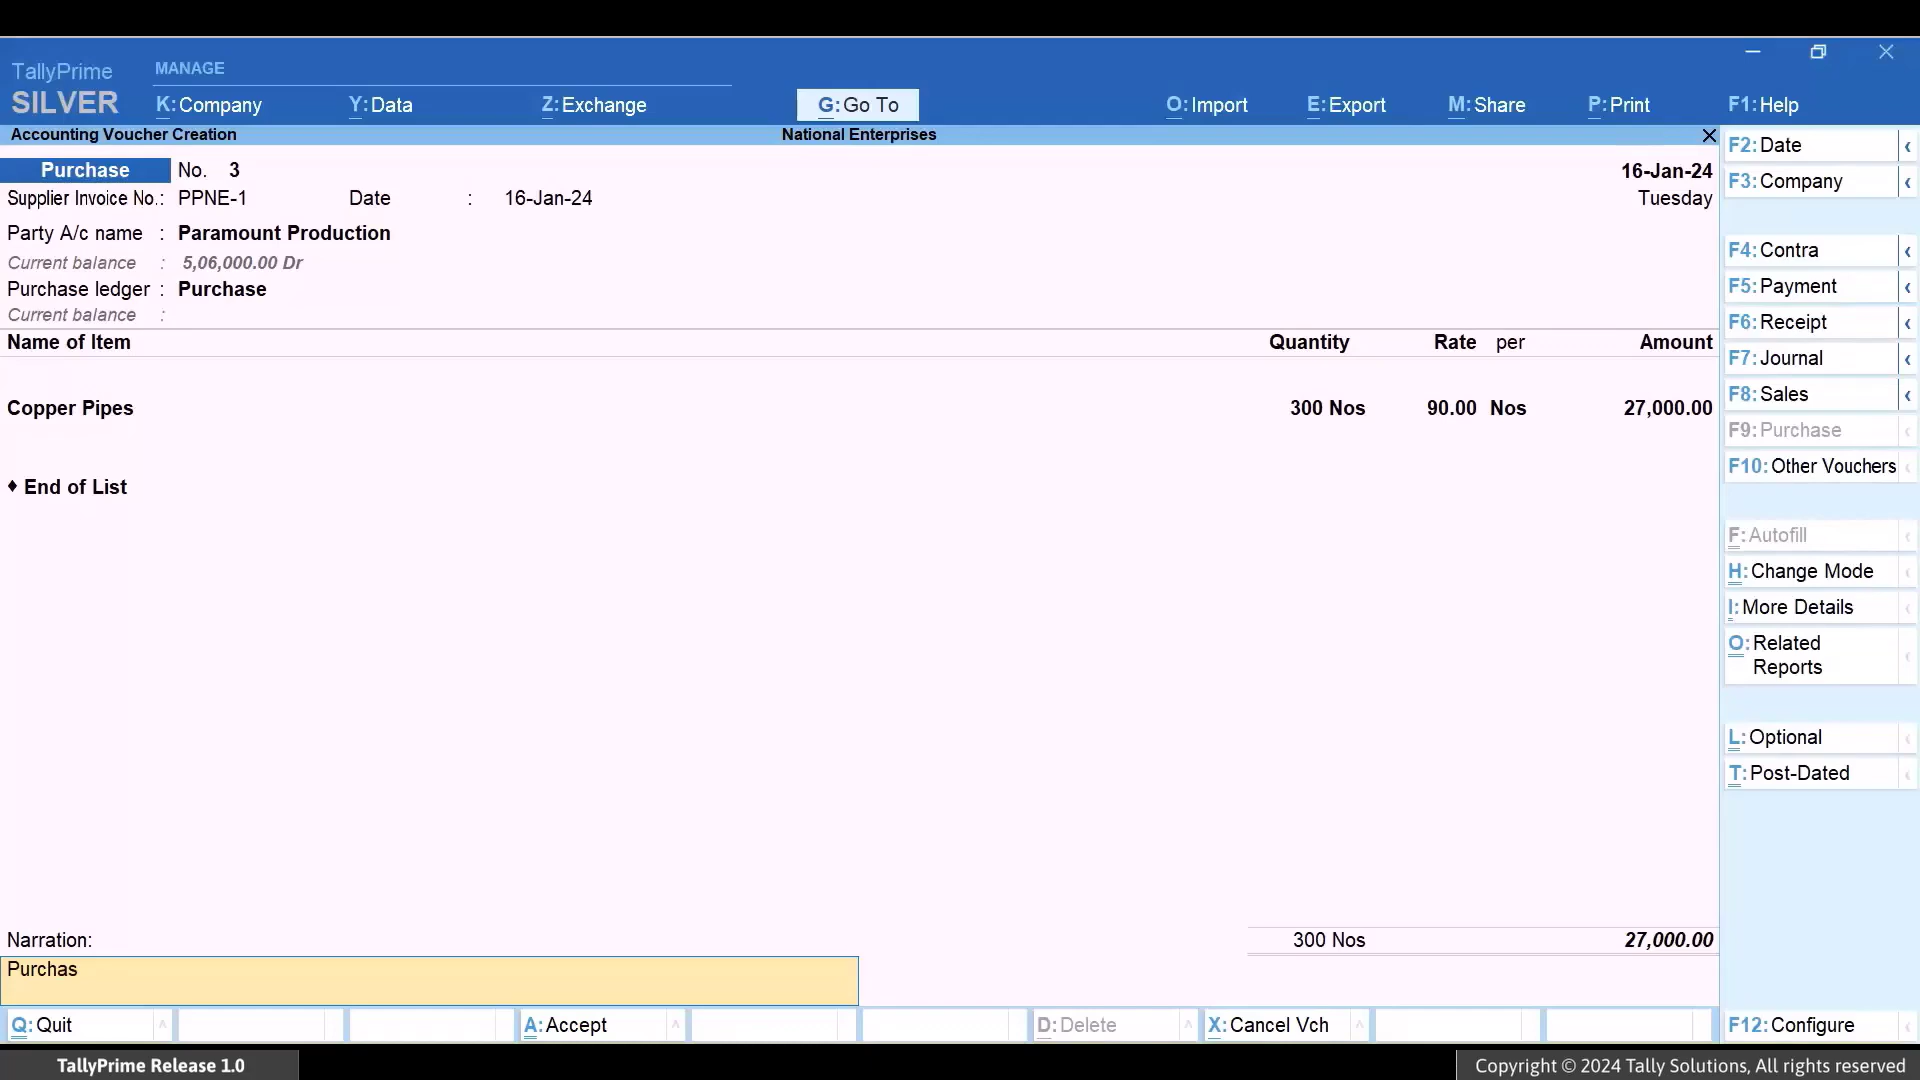 TallyPrime
SILVER
MANAGE
K: Company
Y: Data
Z: Exchange
G: Go To
O: Import
E: Export
M: Share
P: Print
F1: Help
Accounting Voucher Creation
National Enterprises
Purchase No. 3 16-Jan-24
Supplier Invoice No.: PPNE-1 Date : 16-Jan-24 Tuesday
Party A/c name : Paramount Production
Current balance : 5,06,000.00 Dr
Purchase ledger : Purchase
Current balance :
Name of Item Quantity Rate per Amount
Copper Pipes 300 Nos 90.00 Nos 27,000.00
♦ End of List
Narration: 300 Nos 27,000.00
Purchas
F2: Date
F3: Company
F4: Contra
F5: Payment
F6: Receipt
F7: Journal
F8: Sales
F9: Purchase
F10: Other Vouchers
F: Autofill
H: Change Mode
I: More Details
O: Related
Reports
L: Optional
T: Post-Dated
Q: Quit
A: Accept
D: Delete
X: Cancel Vch
F12: Configure
TallyPrime Release 1.0
Copyright © 2024 Tally Solutions, All rights reserved